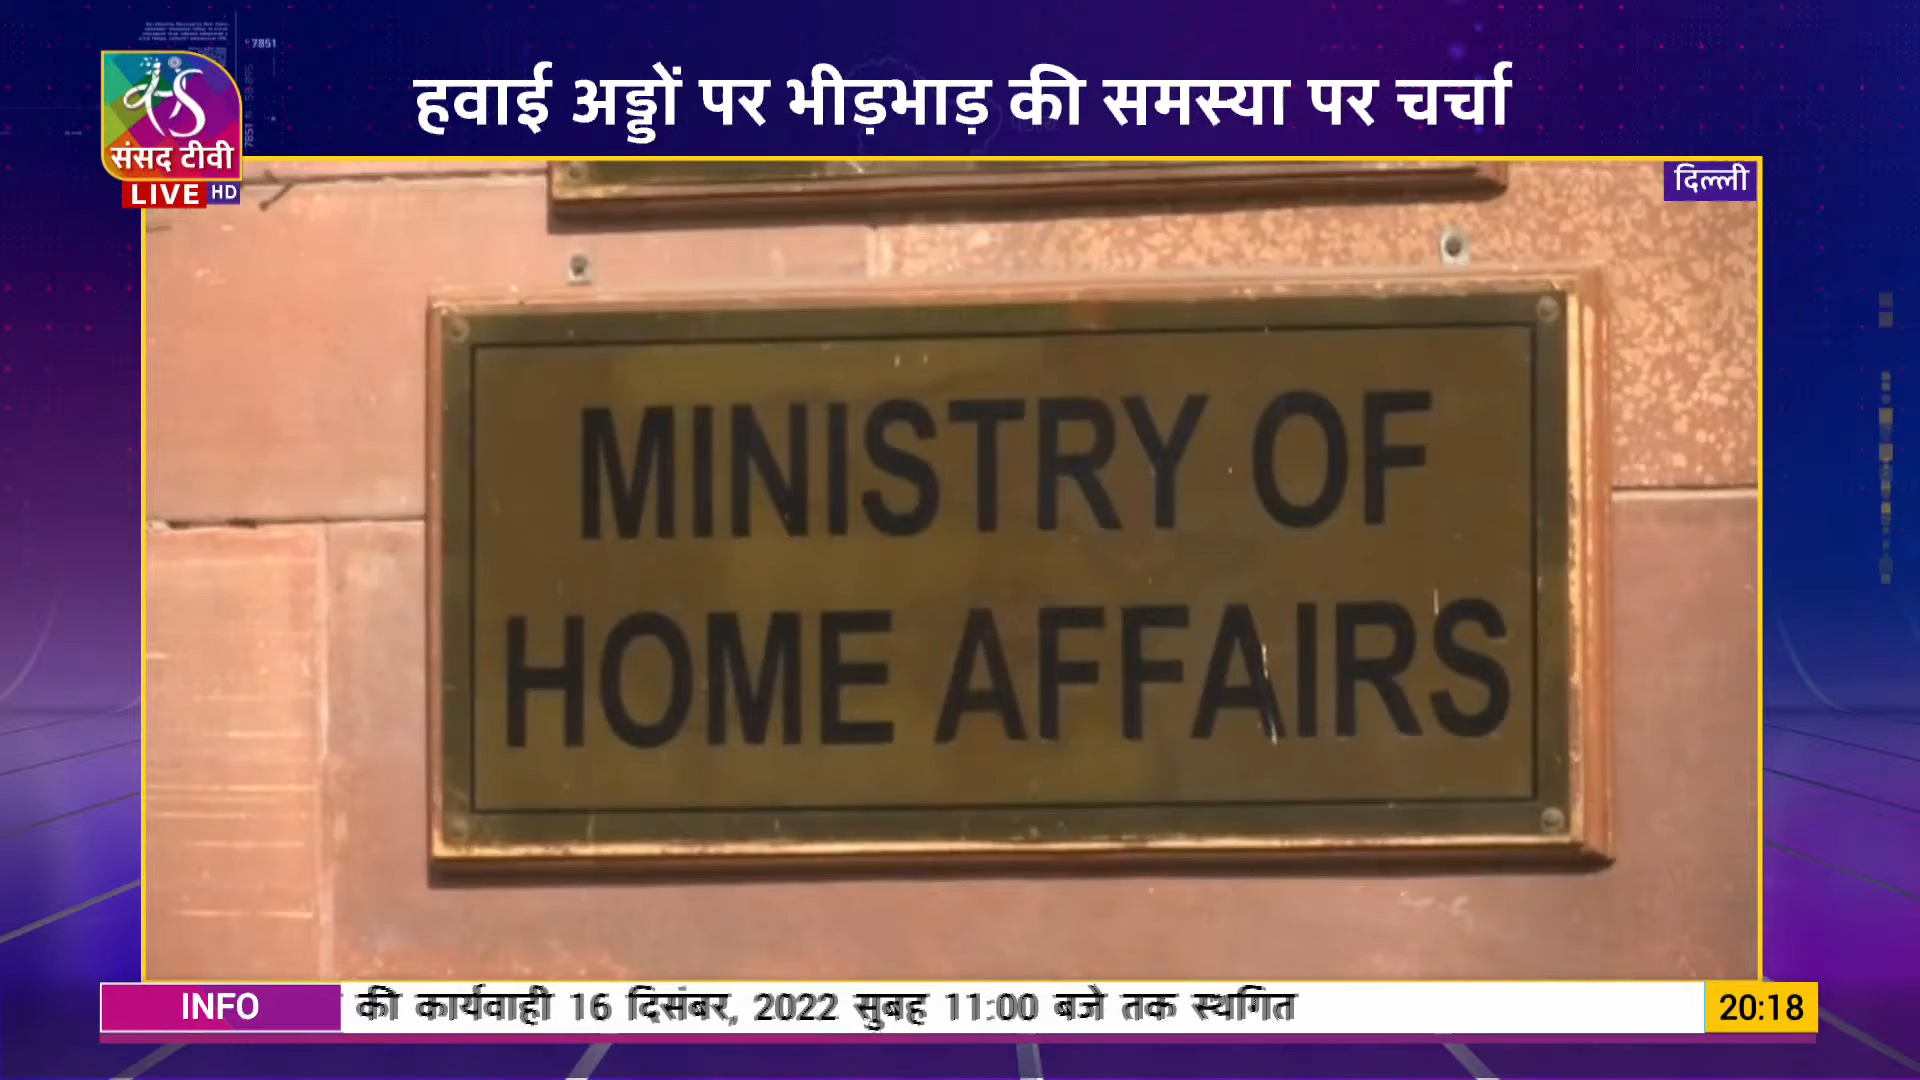 7851
हवाई अड्डों पर भीड़भाड़ की समस्या पर चर्चा
संसद टीवी
LIVE HD
दिल्ली
MINISTRY OF
HOME AFFAIRS
INFO
की कार्यवाही 16 दिसंबर, 2022 सुबह 11:00 बजे तक स्थगित
20:18